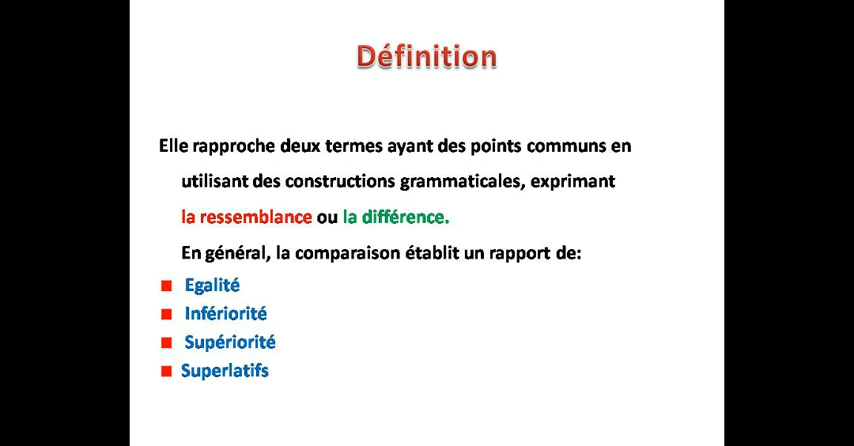 Définition
Elle rapproche deux termes ayant des points communs en
utilisant des constructions grammaticales, exprimant
la ressemblance ou la différence.
En général, la comparaison établit un rapport de:
Egalité
Infériorité
Supériorité
Superlatifs